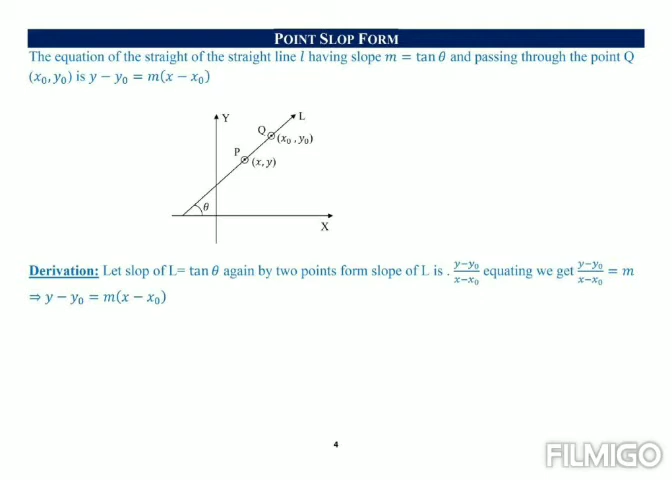 POINT SLOP FORM
The equation of the straight of the straight line l having slope m = tan θ and passing through the point Q
(x₀, y₀) is y − y₀ = m(x − x₀)
Y
L
Q
(x₀ , y₀)
P
(x, y)
θ
X
Derivation: Let slop of L= tan θ again by two points form slope of L is . (y−y₀)/(x−x₀) equating we get (y−y₀)/(x−x₀) = m
⇒ y − y₀ = m(x − x₀)
4
FILMIGO